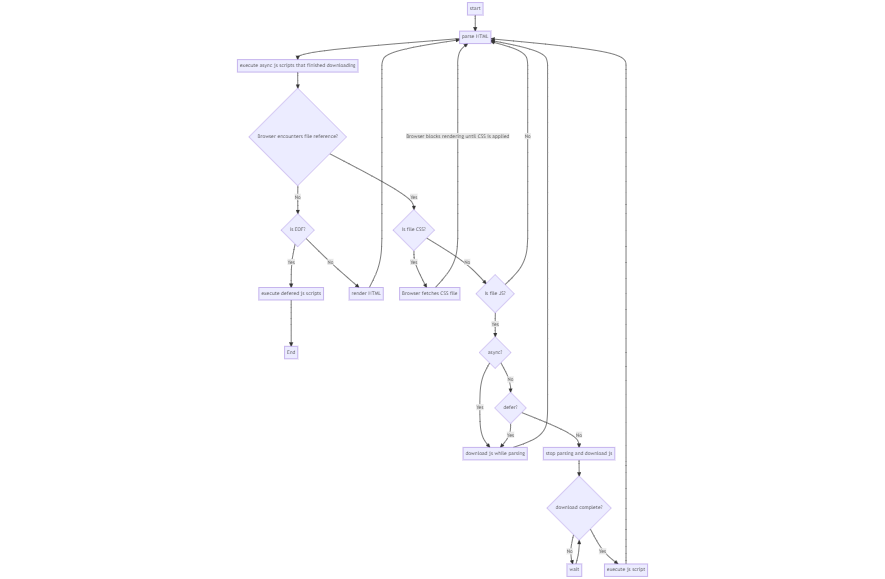 start
parse HTML
execute async js scripts that finished downloading
Browser encounters file reference?
Browser blocks rendering until CSS is applied
No
Yes
No
Is EOF?
Is file CSS?
Yes
No
Yes
No
execute defered js scripts
render HTML
Browser fetches CSS file
Is file JS?
Yes
End
async?
No
Yes
defer?
Yes
No
download js while parsing
stop parsing and download js
download complete?
No
Yes
wait
execute js script